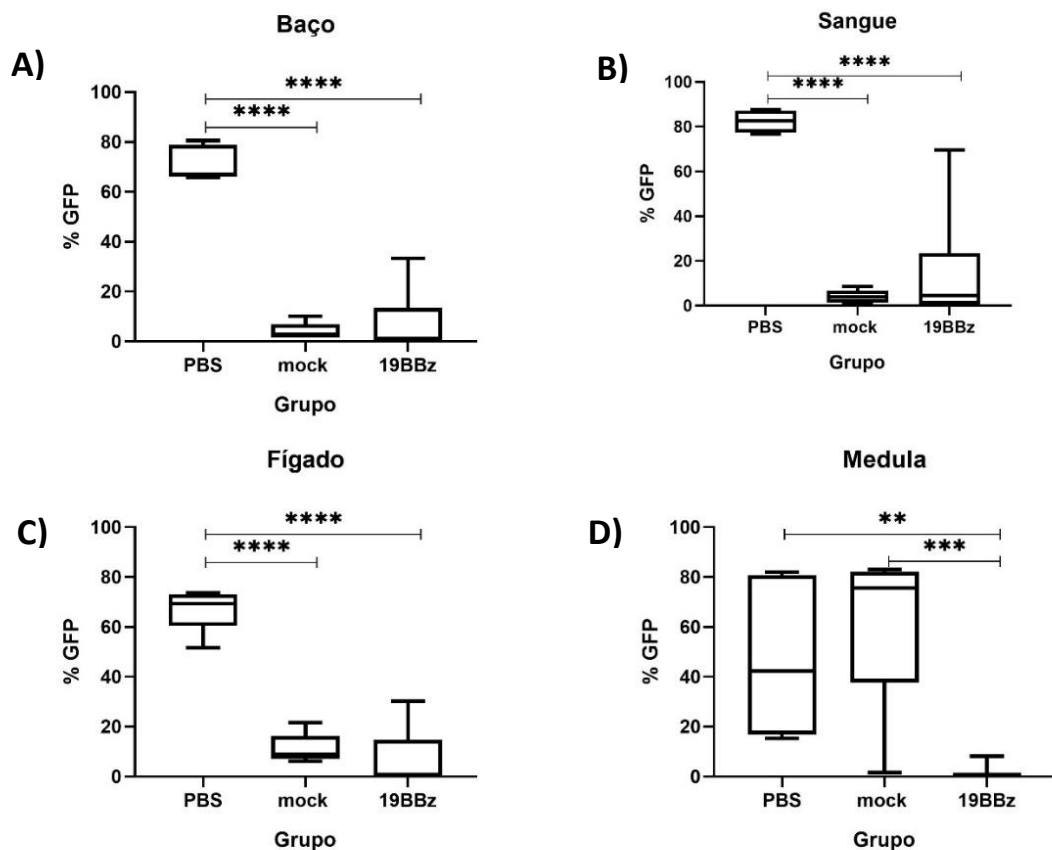 Baço
A)
****
****
100
80
60
40
20
0
% GFP
PBS mock 19BBz
Grupo
Sangue
B)
****
****
100
80
60
40
20
0
% GFP
PBS mock 19BBz
Grupo
Fígado
C)
****
****
100
80
60
40
20
0
% GFP
PBS mock 19BBz
Grupo
Medula
D)
**
***
100
80
60
40
20
0
% GFP
PBS mock 19BBz
Grupo